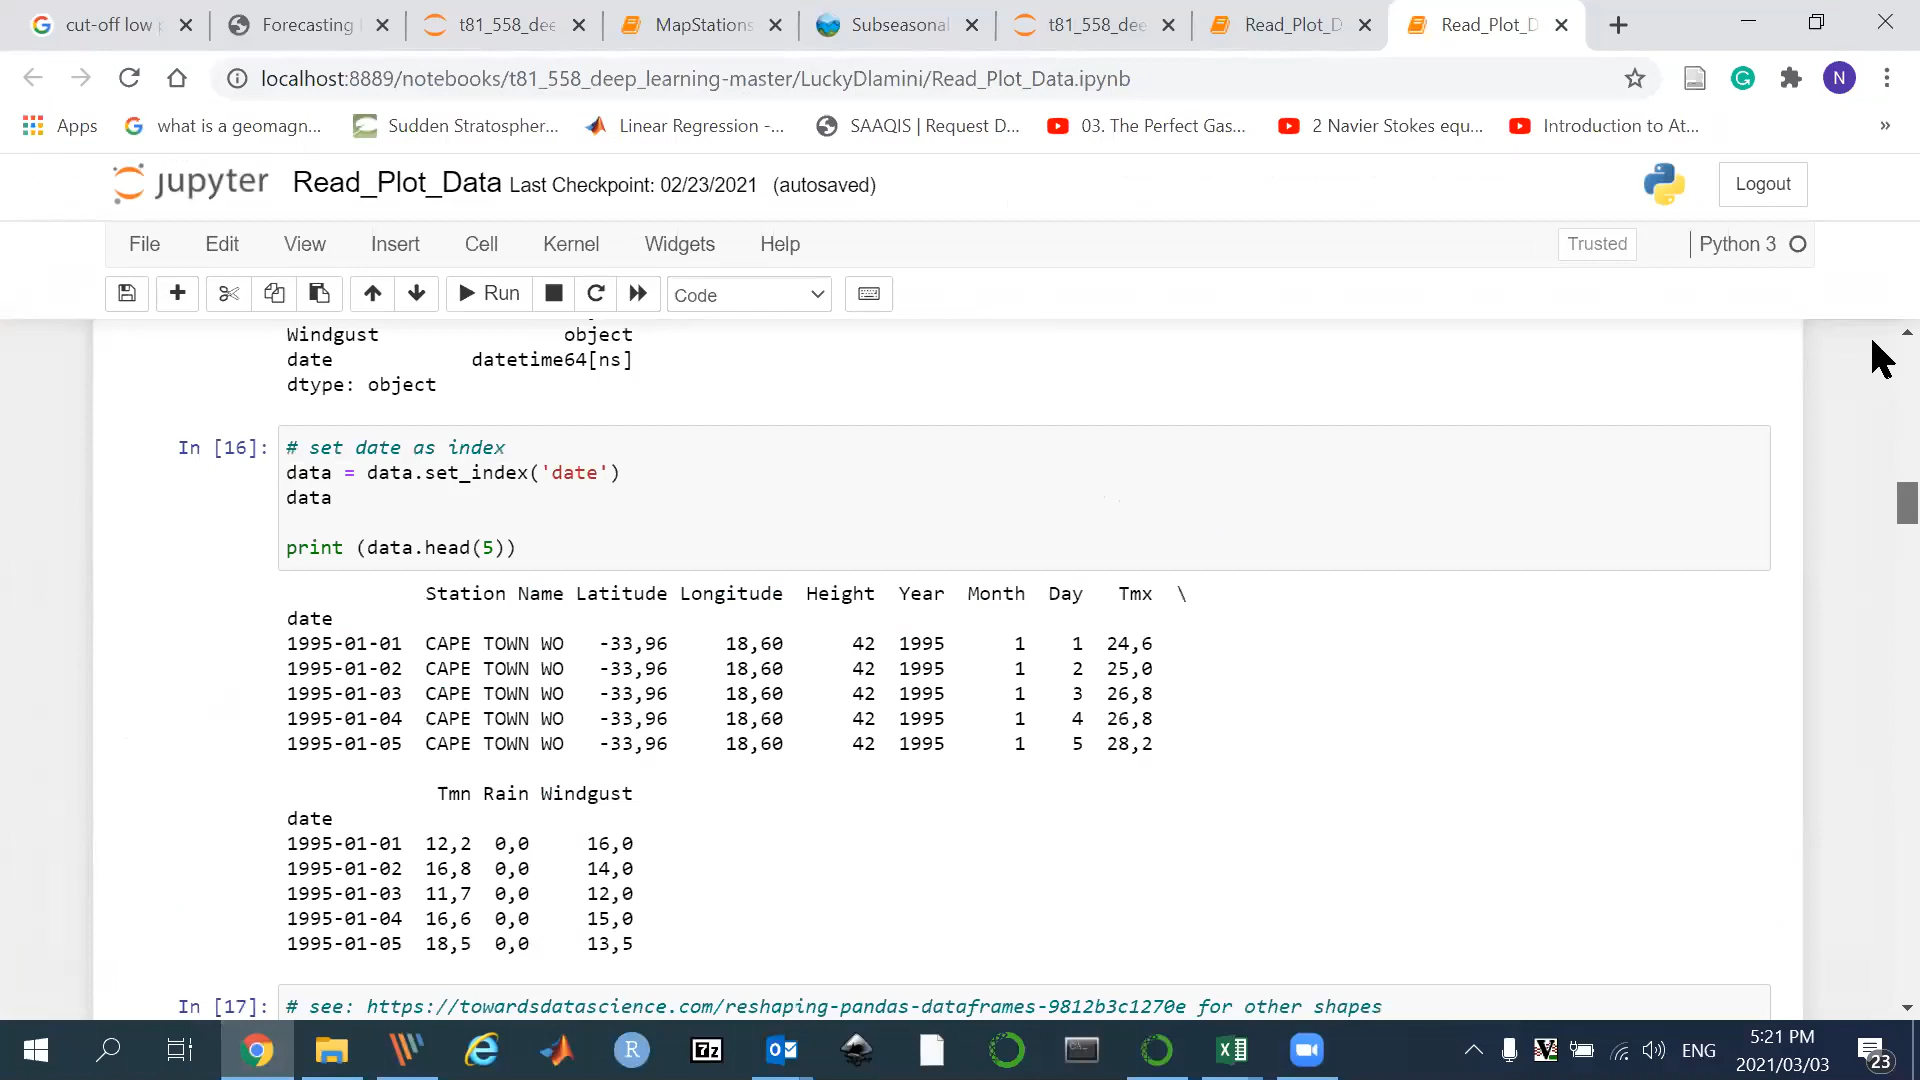 cut-off low p
Forecasting I
t81_558_dee
MapStations
Subseasonal
t81_558_dee
Read_Plot_D
Read_Plot_D
localhost:8889/notebooks/t81_558_deep_learning-master/LuckyDlamini/Read_Plot_Data.ipynb
N
Apps
what is a geomagn...
Sudden Stratospher...
Linear Regression -...
SAAQIS | Request D...
03. The Perfect Gas...
2 Navier Stokes equ...
Introduction to At...
»
jupyter Read_Plot_Data Last Checkpoint: 02/23/2021 (autosaved)
Logout
File Edit View Insert Cell Kernel Widgets Help
Trusted
Python 3
Run
Code
Windgust object
date datetime64[ns]
dtype: object
In [16]:
# set date as index
data = data.set_index('date')
data
print (data.head(5))
Station Name Latitude Longitude Height Year Month Day Tmx \
date
1995-01-01 CAPE TOWN WO -33,96 18,60 42 1995 1 1 24,6
1995-01-02 CAPE TOWN WO -33,96 18,60 42 1995 1 2 25,0
1995-01-03 CAPE TOWN WO -33,96 18,60 42 1995 1 3 26,8
1995-01-04 CAPE TOWN WO -33,96 18,60 42 1995 1 4 26,8
1995-01-05 CAPE TOWN WO -33,96 18,60 42 1995 1 5 28,2
Tmn Rain Windgust
date
1995-01-01 12,2 0,0 16,0
1995-01-02 16,8 0,0 14,0
1995-01-03 11,7 0,0 12,0
1995-01-04 16,6 0,0 15,0
1995-01-05 18,5 0,0 13,5
In [17]:
# see: https://towardsdatascience.com/reshaping-pandas-dataframes-9812b3c1270e for other shapes
R
7z
ENG
5:21 PM
2021/03/03
23